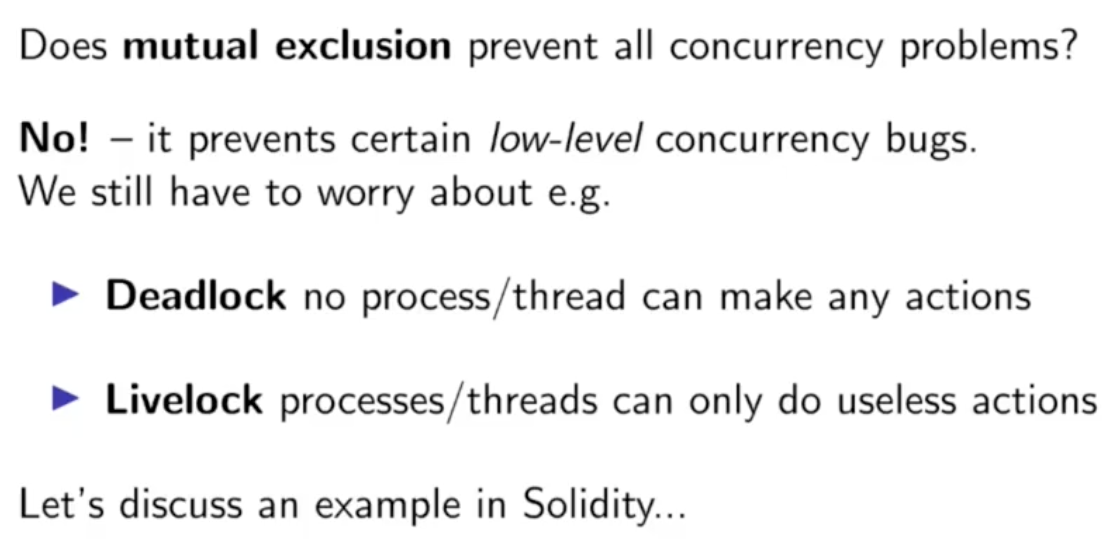 Does mutual exclusion prevent all concurrency problems?
No! – it prevents certain low-level concurrency bugs.
We still have to worry about e.g.
▶ Deadlock no process/thread can make any actions
▶ Livelock processes/threads can only do useless actions
Let's discuss an example in Solidity...